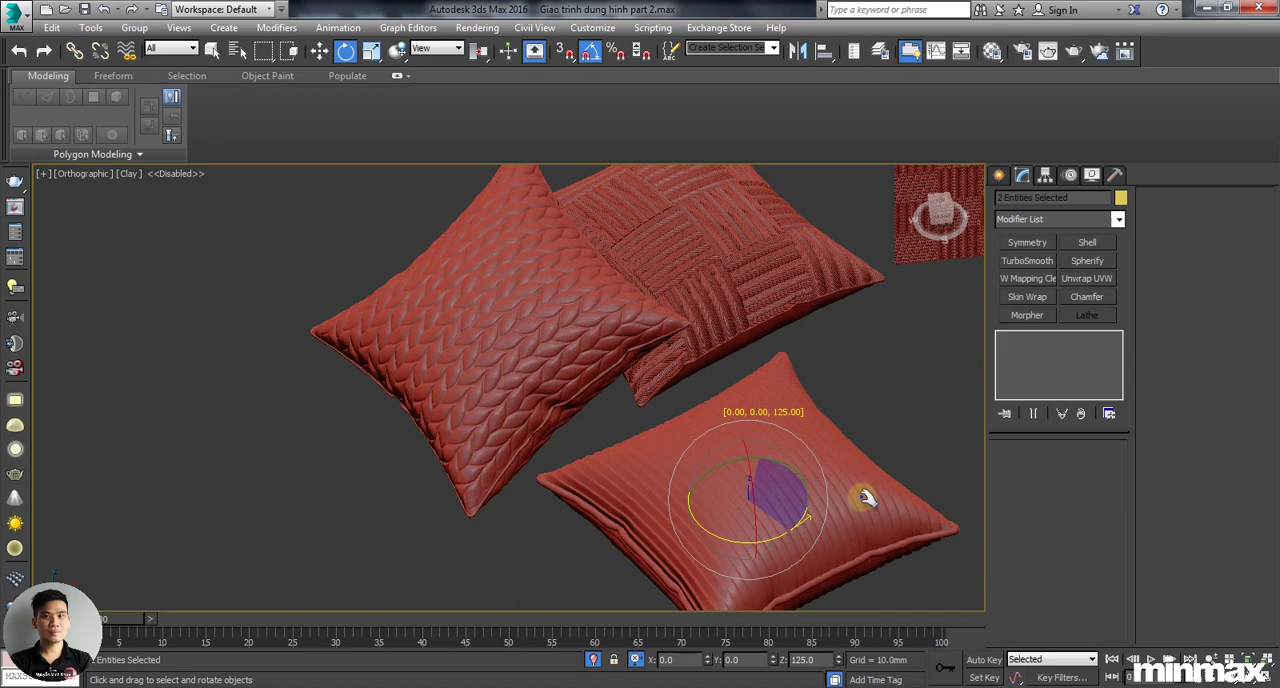 MAX
Workspace: Default
Autodesk 3ds Max 2016 Giao trinh dung hinh part 2.max
Type a keyword or phrase
Sign In
Edit Tools Group Views Create Modifiers Animation Graph Editors Rendering Civil View Customize Scripting Exchange Store Help
All
View
3
Create Selection Se
Modeling Freeform Selection Object Paint Populate
Polygon Modeling
[+] [Orthographic] [Clay] <<Disabled>>
2 Entities Selected
Modifier List
Symmetry Shell
TurboSmooth Spherify
W Mapping Cle Unwrap UVW
Skin Wrap Chamfer
Morpher Lathe
[0.00, 0.00, 125.00]
5 10 15 20 25 30 35 40 45 50 55 60 65 70 75 80 85 90 95 100
Entities Selected
X: 0.0 Y: 0.0 Z: 125.0
Grid = 10.0mm
Auto Key Selected
Click and drag to select and rotate objects
Add Time Tag
Set Key Key Filters...
minmax